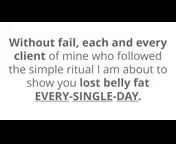 Without fail, each and every
client of mine who followed
the simple ritual I am about to
show you lost belly fat
EVERY-SINGLE-DAY.